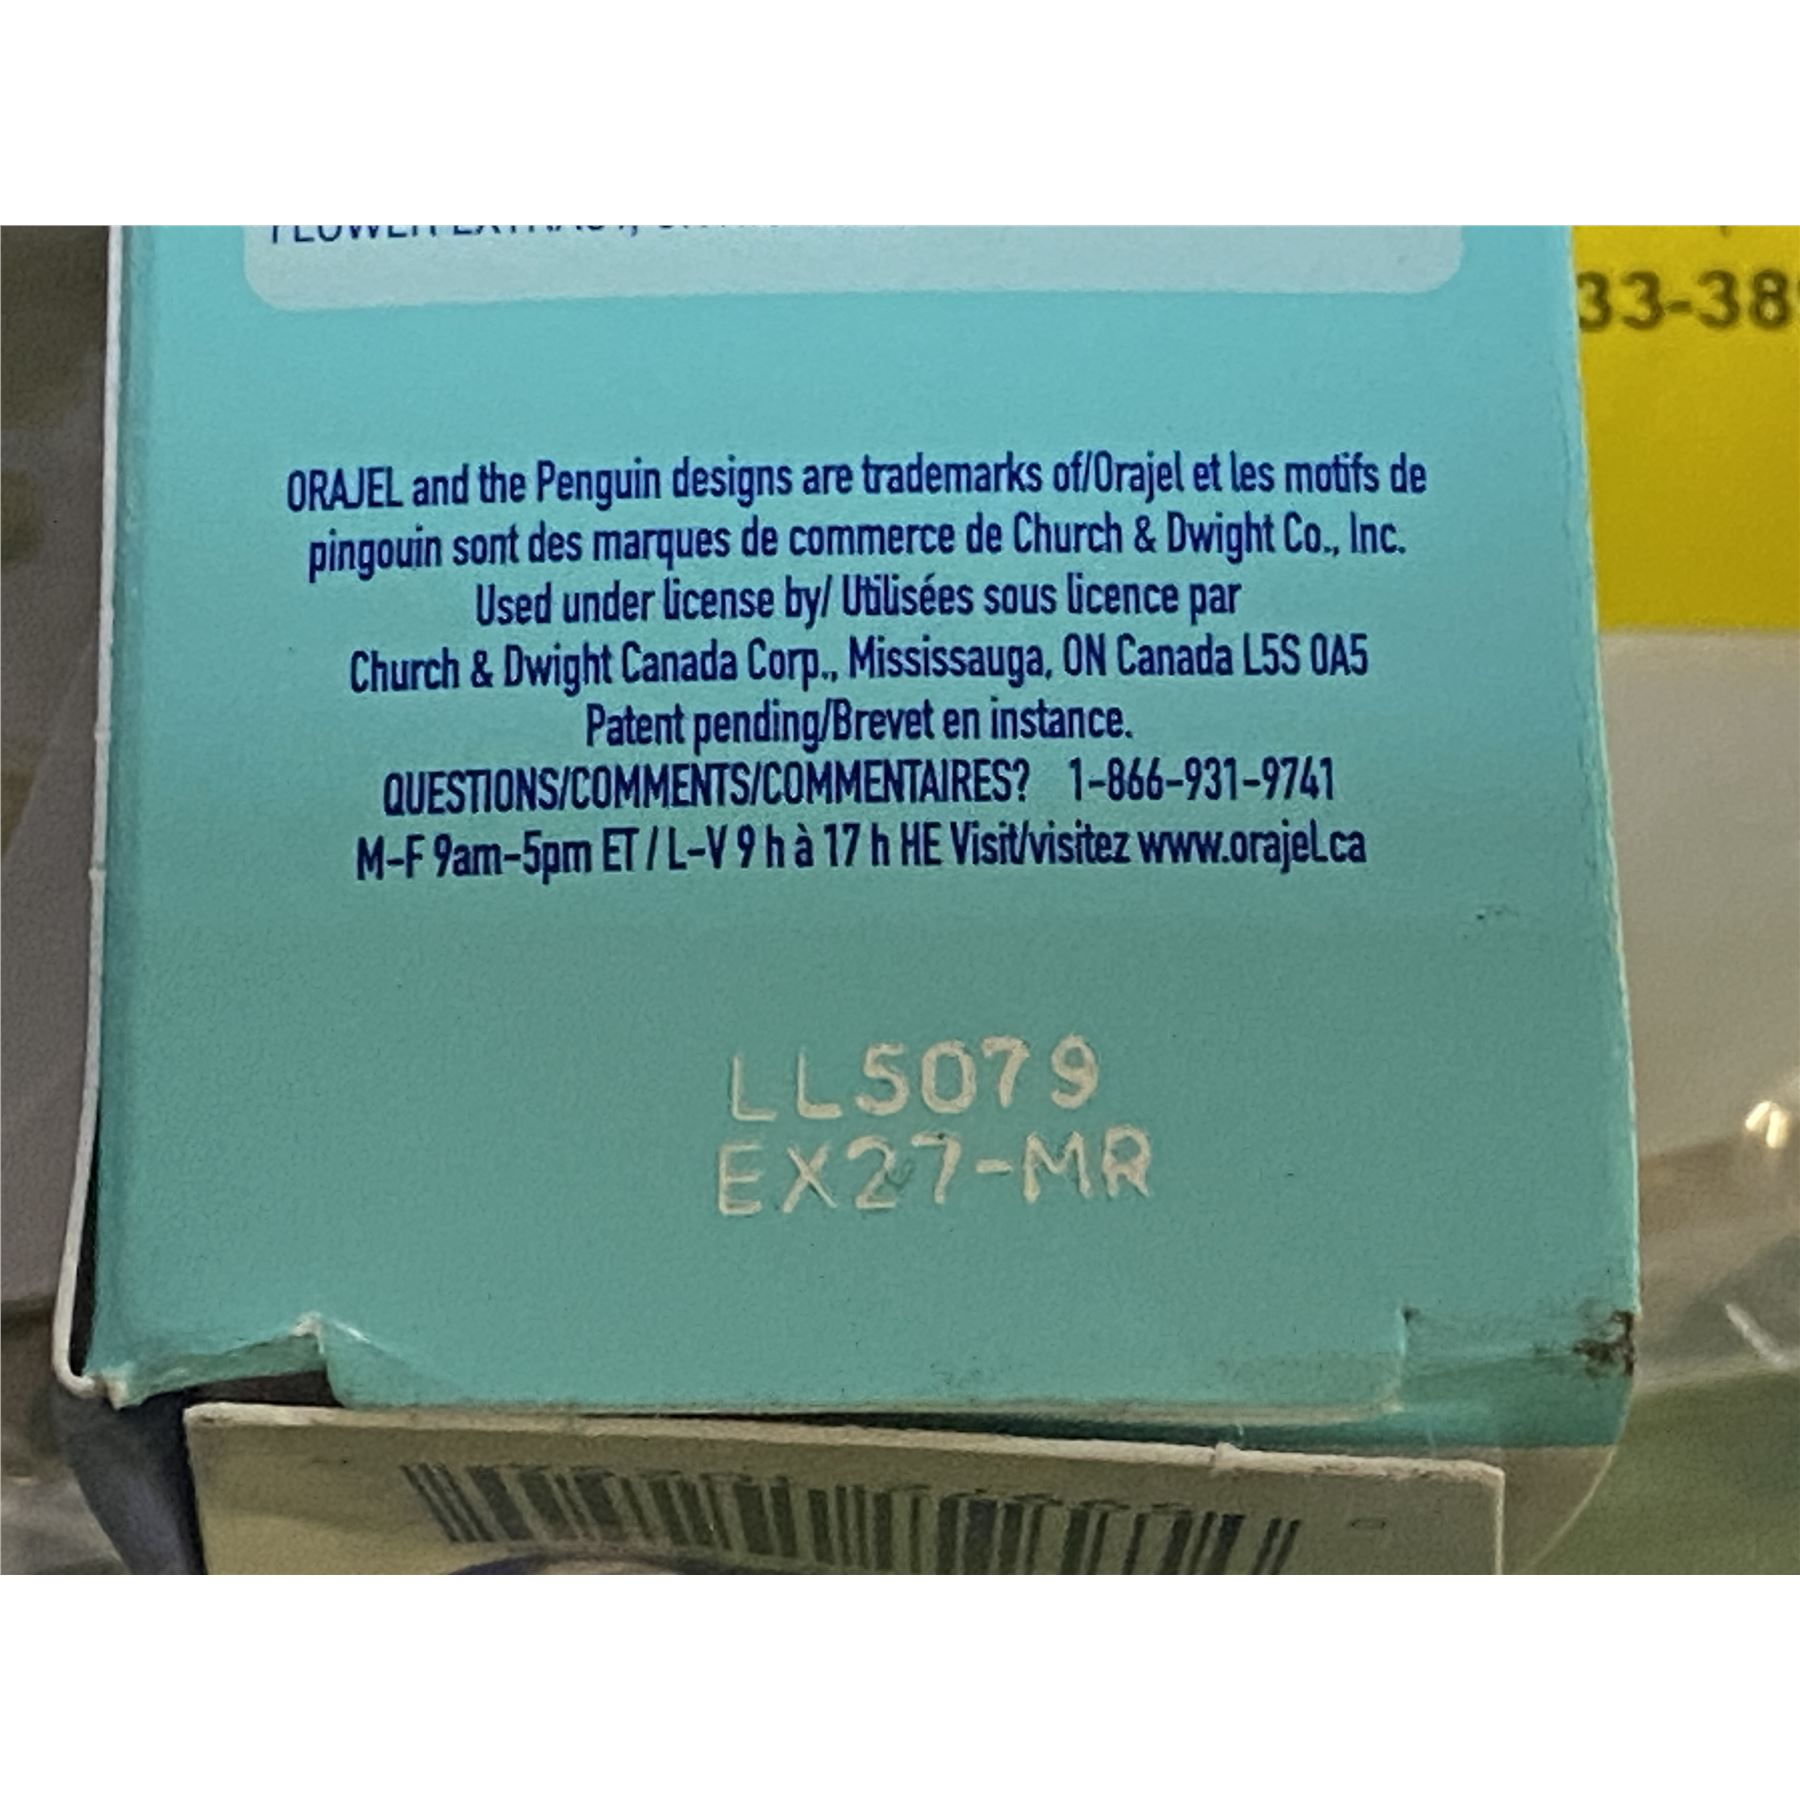 ORAJEL and the Penguin designs are trademarks of/Orajel et les motifs de
pingouin sont des marques de commerce de Church & Dwight Co., Inc.
Used under license by/ Utilisées sous licence par
Church & Dwight Canada Corp., Mississauga, ON Canada L5S 0A5
Patent pending/Brevet en instance.
QUESTIONS/COMMENTS/COMMENTAIRES? 1-866-931-9741
M-F 9am-5pm ET / L-V 9 h à 17 h HE Visit/visitez www.orajel.ca
LL5079
EX27-MR
33-38